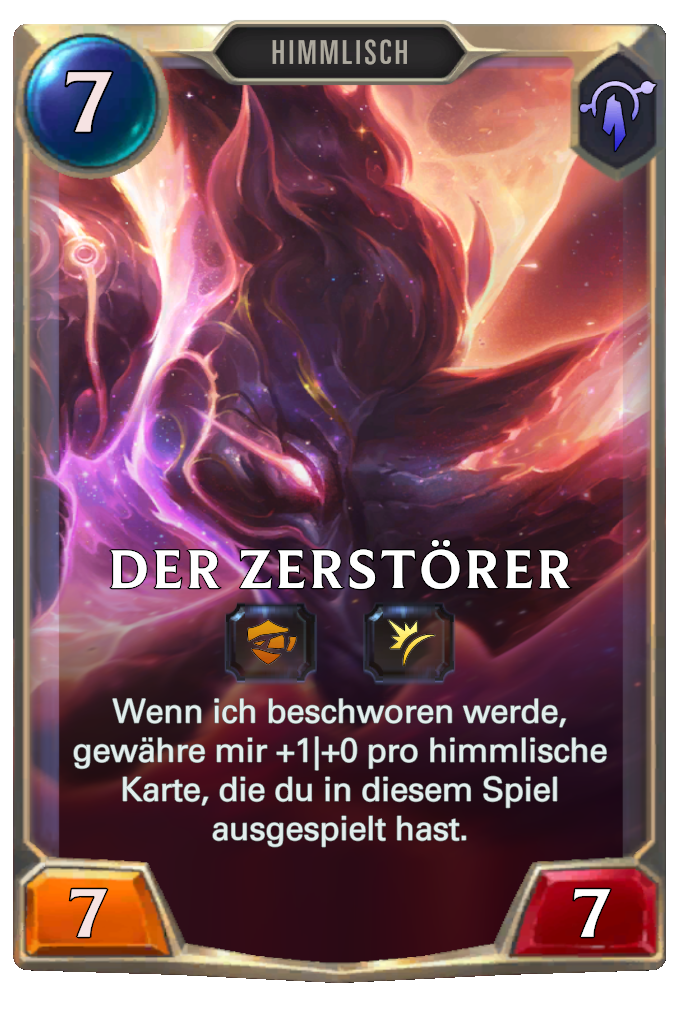 HIMMLISCH
7
DER ZERSTÖRER
Wenn ich beschworen werde,
gewähre mir +1|+0 pro himmlische
Karte, die du in diesem Spiel
ausgespielt hast.
7
7